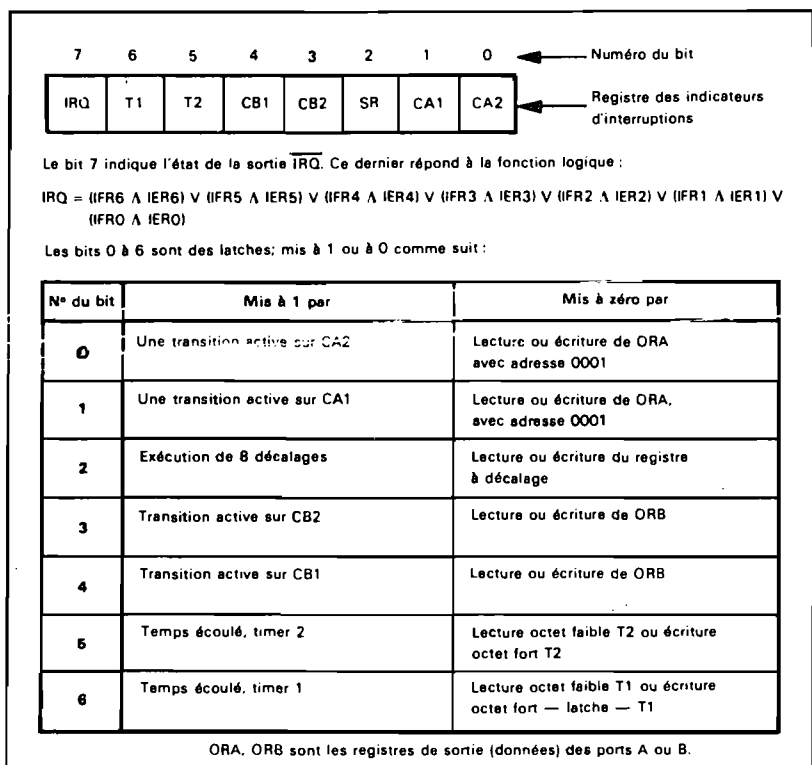 7 6 5 4 3 2 1 0 Numéro du bit
IRQ T1 T2 CB1 CB2 SR CA1 CA2 Registre des indicateurs
d'interruptions
Le bit 7 indique l'état de la sortie IRQ. Ce dernier répond à la fonction logique :
IRQ = (IFR6 Λ IER6) V (IFR5 Λ IER5) V (IFR4 Λ IER4) V (IFR3 Λ IER3) V (IFR2 Λ IER2) V (IFR1 Λ IER1) V
(IFR0 Λ IER0)
Les bits 0 à 6 sont des latches; mis à 1 ou à 0 comme suit :
N° du bit Mis à 1 par Mis à zéro par
0 Une transition active sur CA2 Lecture ou écriture de ORA
avec adresse 0001
1 Une transition active sur CA1 Lecture ou écriture de ORA,
avec adresse 0001
2 Exécution de 8 décalages Lecture ou écriture du registre
à décalage
3 Transition active sur CB2 Lecture ou écriture de ORB
4 Transition active sur CB1 Lecture ou écriture de ORB
5 Temps écoulé, timer 2 Lecture octet faible T2 ou écriture
octet fort T2
6 Temps écoulé, timer 1 Lecture octet faible T1 ou écriture
octet fort — latche — T1
ORA, ORB sont les registres de sortie (données) des ports A ou B.